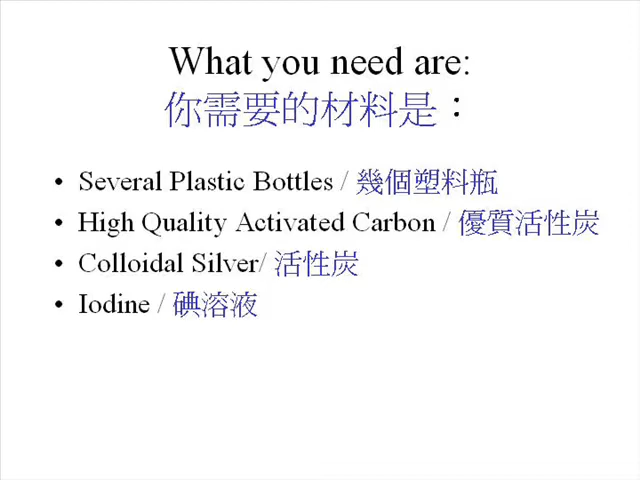 What you need are:
你需要的材料是：
• Several Plastic Bottles / 幾個塑料瓶
• High Quality Activated Carbon / 優質活性炭
• Colloidal Silver/ 活性炭
• Iodine / 碘溶液